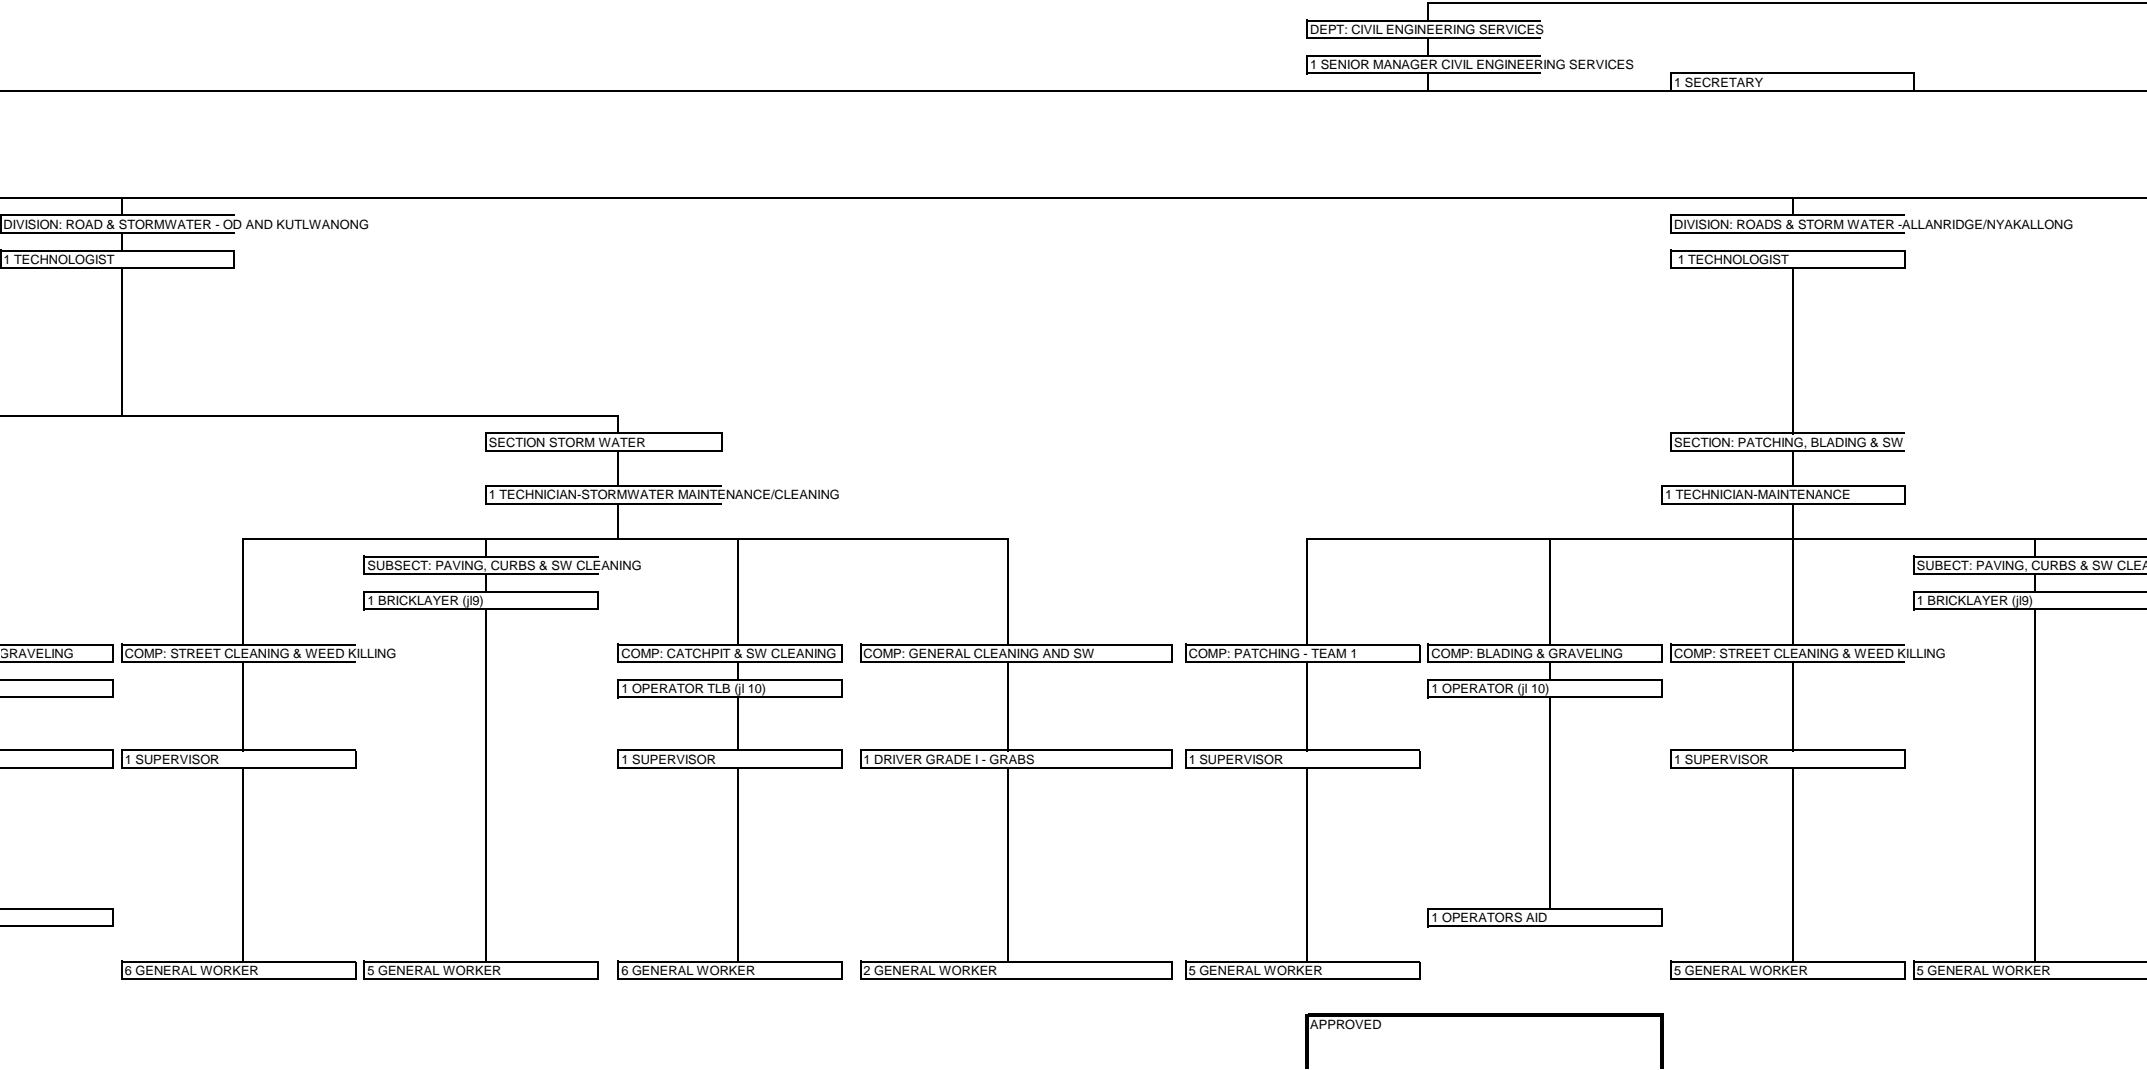 DEPT: CIVIL ENGINEERING SERVICES
1 SENIOR MANAGER CIVIL ENGINEERING SERVICES
1 SECRETARY
DIVISION: ROAD & STORMWATER - OD AND KUTLWANONG
DIVISION: ROADS & STORM WATER -ALLANRIDGE/NYAKALLONG
1 TECHNOLOGIST
1 TECHNOLOGIST
SECTION STORM WATER
SECTION: PATCHING, BLADING & SW
1 TECHNICIAN-STORMWATER MAINTENANCE/CLEANING
1 TECHNICIAN-MAINTENANCE
SUBSECT: PAVING, CURBS & SW CLEANING
SUBECT: PAVING, CURBS & SW CLEA
1 BRICKLAYER (jl9)
1 BRICKLAYER (jl9)
GRAVELING
COMP: STREET CLEANING & WEED KILLING
COMP: CATCHPIT & SW CLEANING
COMP: GENERAL CLEANING AND SW
COMP: PATCHING - TEAM 1
COMP: BLADING & GRAVELING
COMP: STREET CLEANING & WEED KILLING
1 OPERATOR TLB (jl 10)
1 OPERATOR (jl 10)
1 SUPERVISOR
1 SUPERVISOR
1 DRIVER GRADE I - GRABS
1 SUPERVISOR
1 SUPERVISOR
1 OPERATORS AID
6 GENERAL WORKER
5 GENERAL WORKER
6 GENERAL WORKER
2 GENERAL WORKER
5 GENERAL WORKER
5 GENERAL WORKER
5 GENERAL WORKER
APPROVED